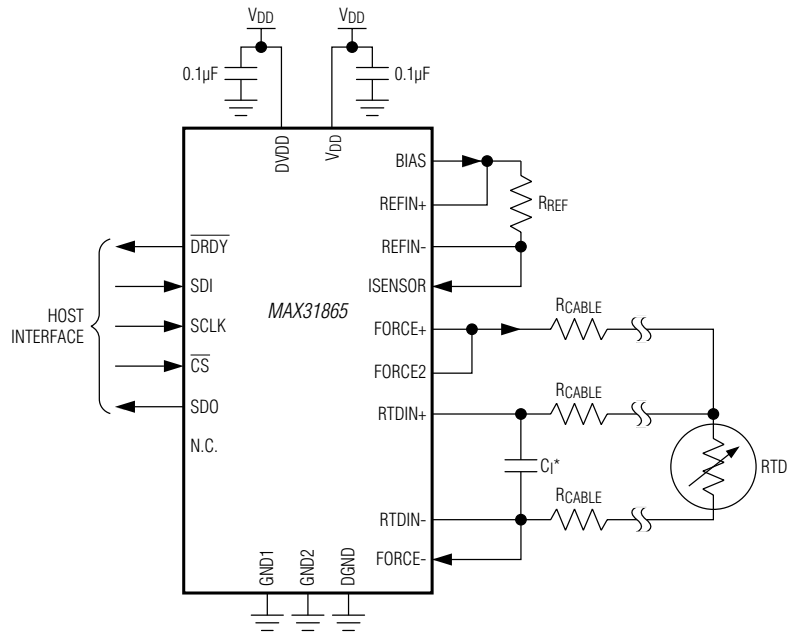 VDD VDD
0.1µF 0.1µF
DVDD VDD
BIAS
REFIN+ RREF
DRDY REFIN-
SDI ISENSOR
MAX31865
HOST INTERFACE
SCLK FORCE+ RCABLE
CS FORCE2
SDO RTDIN+ RCABLE
N.C.
CI* RTD
RTDIN- RCABLE
FORCE-
GND1 GND2 DGND